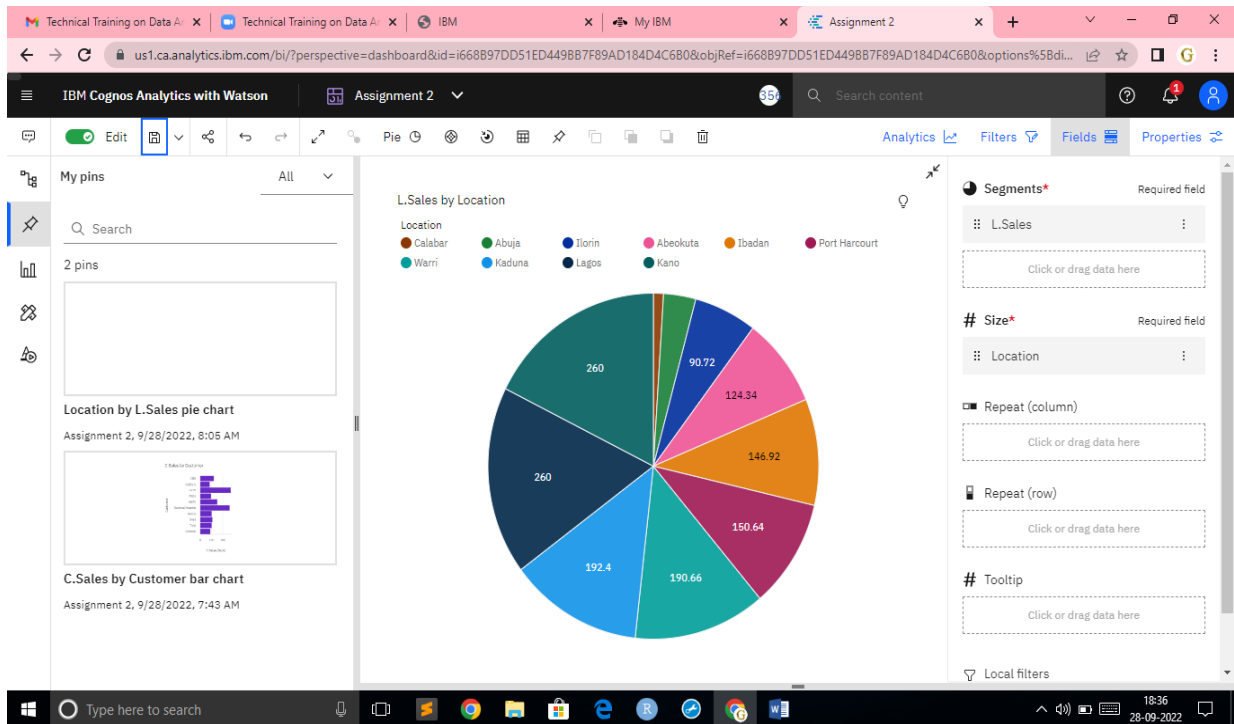 Technical Training on Data Ar
Technical Training on Data Ar
IBM
My IBM
Assignment 2
us1.ca.analytics.ibm.com/bi/?perspective=dashboard&id=i668B97DD51ED449BB7F89AD184D4C6B0&objRef=i668B97DD51ED449BB7F89AD184D4C6B0&options%5Bdi...
G
IBM Cognos Analytics with Watson
Assignment 2
356
Search content
1
Edit
Pie
Analytics
Filters
Fields
Properties
My pins
All
Search
2 pins
Location by L.Sales pie chart
Assignment 2, 9/28/2022, 8:05 AM
C.Sales by Customer
C.Sales by Customer bar chart
Assignment 2, 9/28/2022, 7:43 AM
L.Sales by Location
Location
Calabar Abuja Ilorin Abeokuta Ibadan Port Harcourt
Warri Kaduna Lagos Kano
260
90.72
124.34
146.92
150.64
190.66
192.4
260
Segments* Required field
L.Sales
Click or drag data here
# Size* Required field
Location
Repeat (column)
Click or drag data here
Repeat (row)
Click or drag data here
# Tooltip
Click or drag data here
Local filters
Type here to search
18:36
28-09-2022